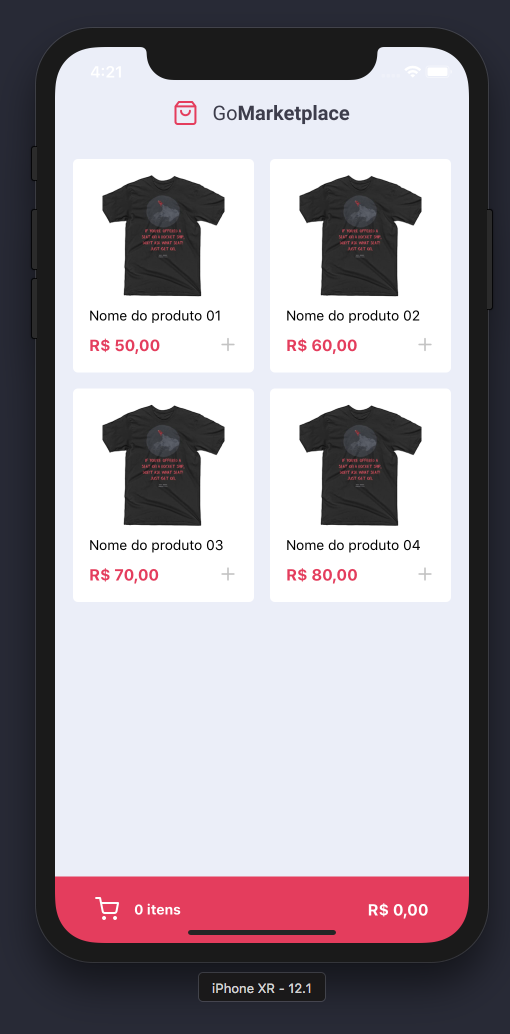 4:21
GoMarketplace
Nome do produto 01
R$ 50,00
Nome do produto 02
R$ 60,00
Nome do produto 03
R$ 70,00
Nome do produto 04
R$ 80,00
0 itens
R$ 0,00
iPhone XR - 12.1